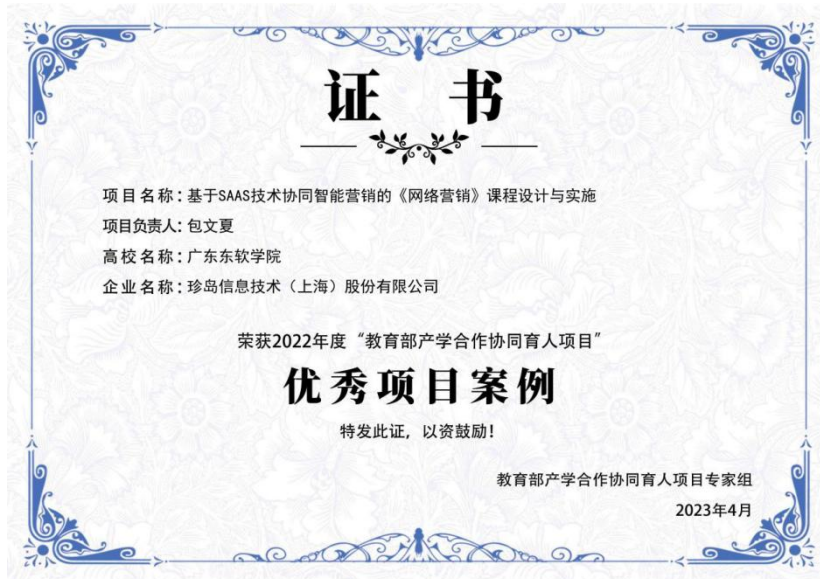 证 书
项目名称：基于SAAS技术协同智能营销的《网络营销》课程设计与实施
项目负责人：包文夏
高校名称：广东东软学院
企业名称：珍岛信息技术（上海）股份有限公司
荣获2022年度“教育部产学合作协同育人项目”
优秀项目案例
特发此证，以资鼓励！
教育部产学合作协同育人项目专家组
2023年4月